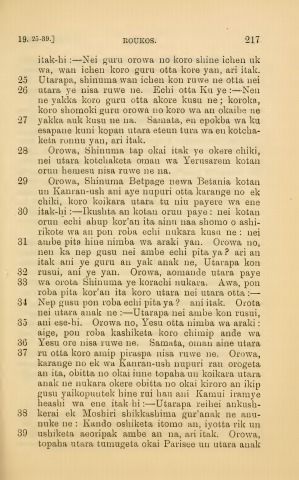 19. 25-39.] ROUKOS. 217
itak-hi :—Nei guru orowa no koro shine ichen uk
wa, wan ichen koro guru otta kore yan, ari itak.
25 Utarapa, shinuma wan ichen kon ruwe ne otta nei
26 utara ye nisa ruwe ne. Echi otta Ku ye :—Nen
ne yakka koro guru otta akore kusu ne ; koroka,
koro shomoki guru orowa no koro wa an okaibe ne
27 yakka auk kusu ne na. Samata, en epokba wa ku
esapane kuni kopan utara eteun tura wa en kotcha-
keta ronnu yan, ari itak.
28 Orowa, Shinuma tap okai itak ye okere chiki,
nei utara kotchaketa oman wa Yerusarem kotan
orun hemesu nisa ruwe ne na.
29 Orowa, Shinuma Betpage newa Betania kotan
un Kanran-ush ani aye nupuri otta karange no ek
chiki, koro koikara utara tu niu payere wa ene
30 itak-hi :—Ikushta an kotan orun paye : nei kotan
orun echi ahup kor'an ita ainu naa shomo o ashi-
rikote wa an pon roba echi nukara kusu ne : nei
31 ambe pita hine nimba wa araki yan. Orowa no,
nen ka nep gusu nei ambe echi pita ya ? ari an
itak ani ye guru an yak anak ne, Utarapa kon
32 rusui, ani ye yan. Orowa, aomande utara paye
33 wa orota Shinuma ye korachi nukara. Awa, pon
roba pita kor'an ita koro utara nei utara otta :—
34 Nep gusu pon roba echi pita ya ? ani itak. Orota
nei utara anak ne :—Utarapa nei ambe kon rusui,
35 ani ese-hi. Orowa no, Yesu otta nimba wa araki :
aige, pon roba kashiketa koro chimip ande wa
36 Yesu ore nisa ruwe ne. Samata, oman aine utara
37 ru otta koro amip piraspa nisa ruwe ne. Orowa,
karange no ek wa Kanran-ush nupuri ran orogeta
an ita, obitta no okai inne topaha un koikara utara
anak ne nukara okere obitta no okai kiroro an ikip
gusu yaikopuntek hine rui hau ani Kamui iramye
38 heashi wa ene itak-hi :—Utarapa reihei ankush-
kerai ek Moshiri shikkashima gur'anak ne anu-
nuke ne : Kando oshiketa itomo an, iyotta rik un
39 ushiketa aeoripak ambe an na, ari itak. Orowa,
topaha utara tumugeta okai Parisee un utara anak